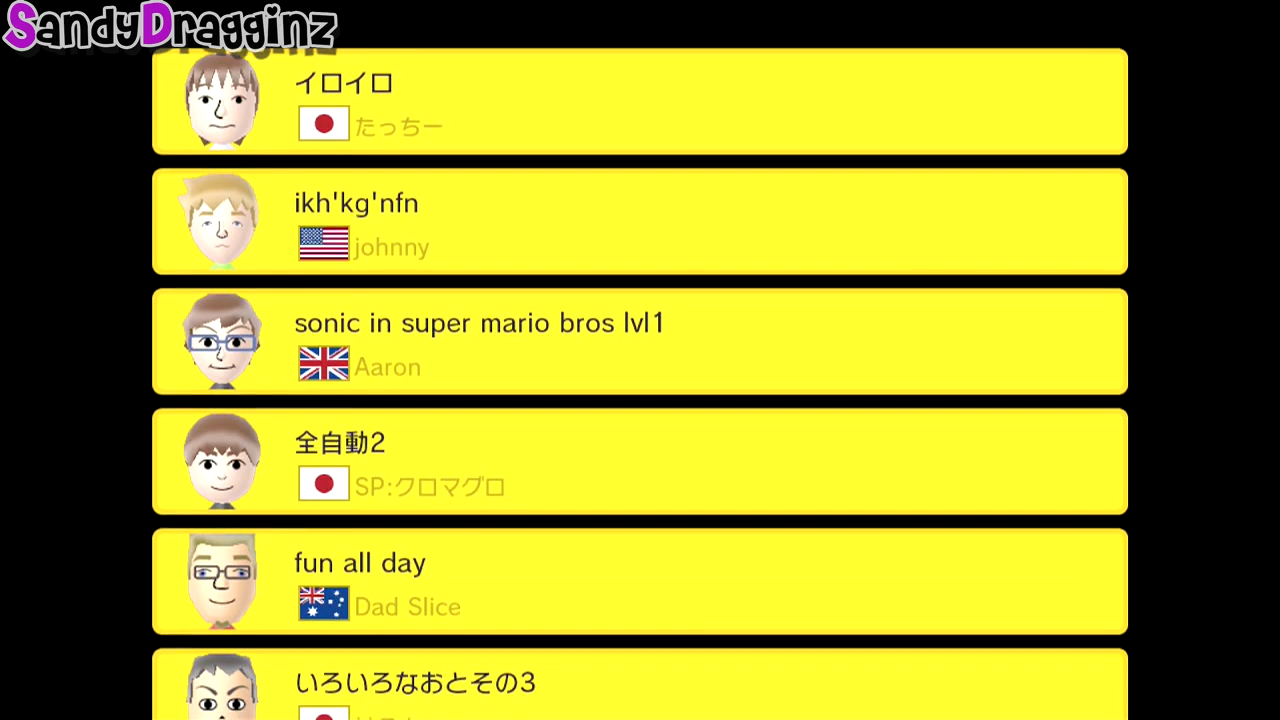 SandyDragginz
イロイロ
たっちー
ikh'kg'nfn
johnny
sonic in super mario bros lvl1
Aaron
全自動2
SP:クロマグロ
fun all day
Dad Slice
いろいろなおとその3